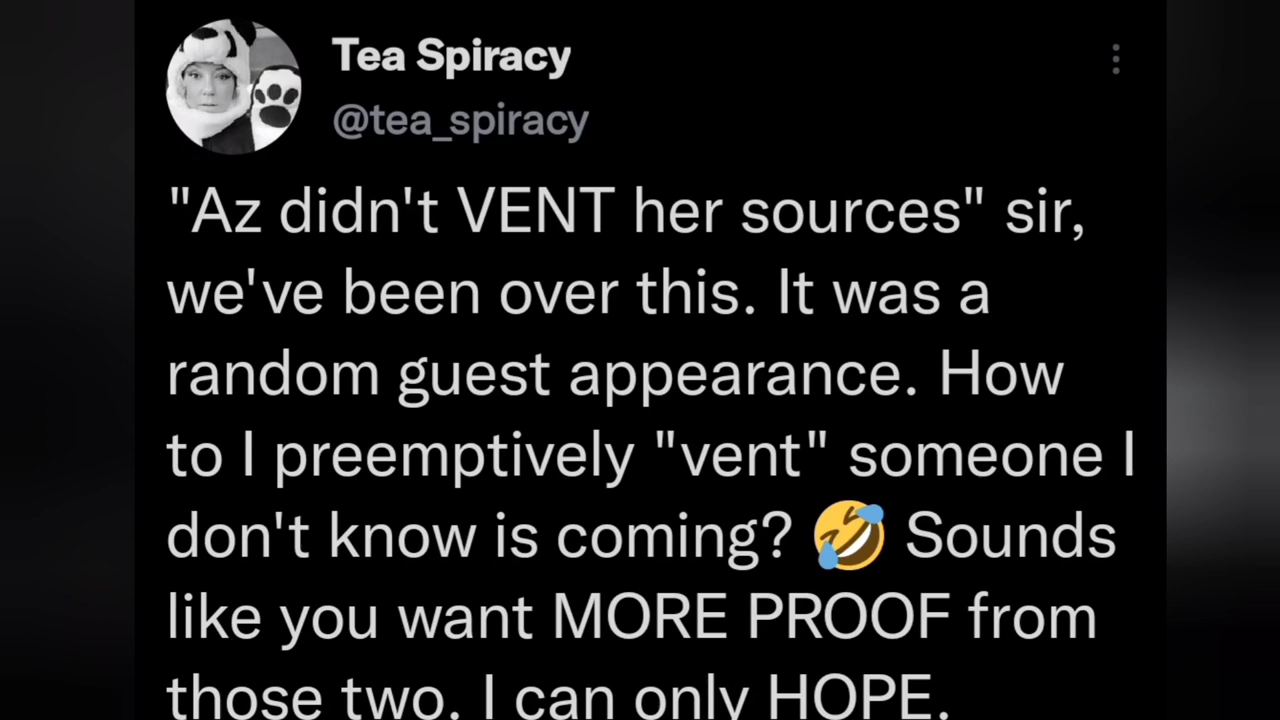 Tea Spiracy
@tea_spiracy
"Az didn't VENT her sources" sir,
we've been over this. It was a
random guest appearance. How
to I preemptively "vent" someone I
don't know is coming? 🤣 Sounds
like you want MORE PROOF from
those two. I can only HOPE.